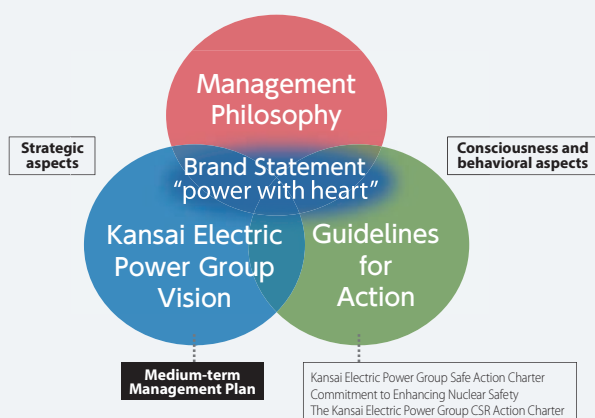 Management
Philosophy
Strategic
aspects
Consciousness and
behavioral aspects
Brand Statement
“power with heart”
Kansai Electric
Power Group
Vision
Guidelines
for
Action
Medium-term
Management Plan
Kansai Electric Power Group Safe Action Charter
Commitment to Enhancing Nuclear Safety
The Kansai Electric Power Group CSR Action Charter